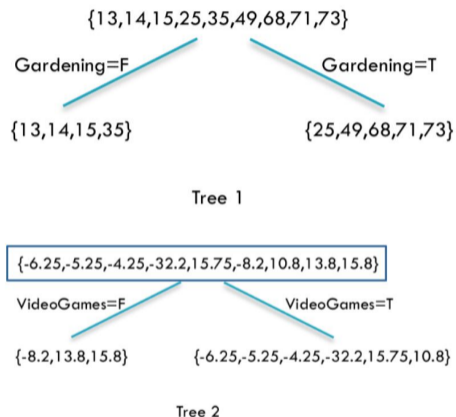 {13,14,15,25,35,49,68,71,73}
Gardening=F Gardening=T
{13,14,15,35} {25,49,68,71,73}
Tree 1
{-6.25,-5.25,-4.25,-32.2,15.75,-8.2,10.8,13.8,15.8}
VideoGames=F VideoGames=T
{-8.2,13.8,15.8} {-6.25,-5.25,-4.25,-32.2,15.75,10.8}
Tree 2